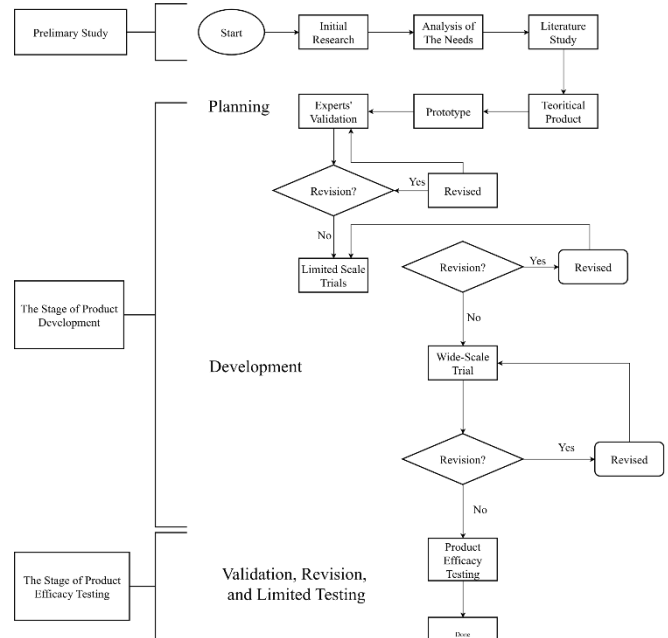 Prelimary Study
Start
Initial
Research
Analysis of
The Needs
Literature
Study
Planning
Experts'
Validation
Prototype
Teoritical
Product
Revision?
Yes
Revised
No
Limited Scale
Trials
Revision?
Yes
Revised
No
The Stage of Product
Development
Wide-Scale
Trial
Development
Revision?
Yes
Revised
No
Product
Efficacy
Testing
The Stage of Product
Efficacy Testing
Validation, Revision,
and Limited Testing
Done